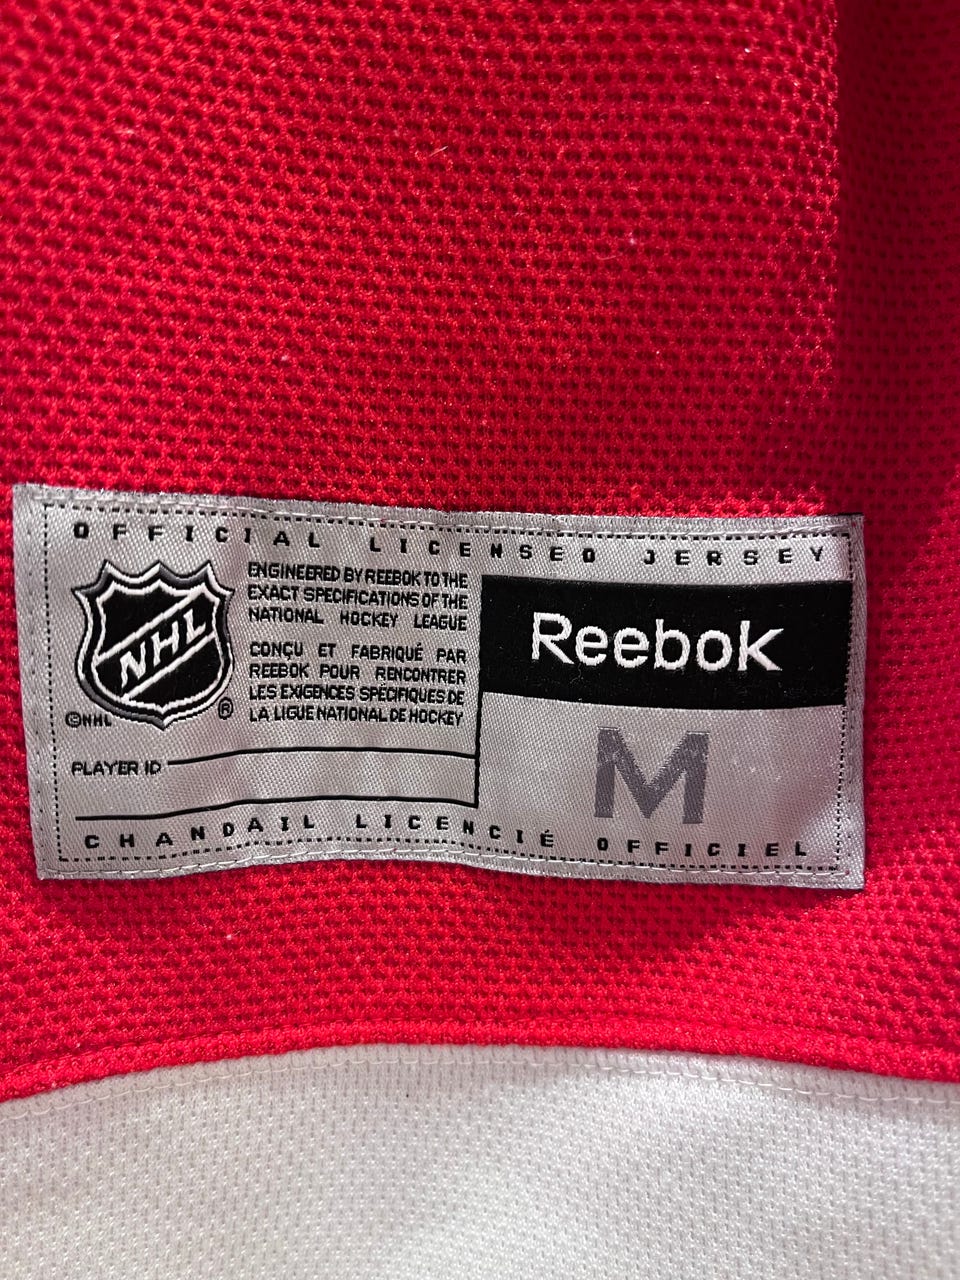 OFFICIAL LICENSED JERSEY
NHL
©NHL ®
ENGINEERED BY REEBOK TO THE
EXACT SPECIFICATIONS OF THE
NATIONAL HOCKEY LEAGUE
CONÇU ET FABRIQUÉ PAR
REEBOK POUR RENCONTRER
LES EXIGENCES SPÉCIFIQUES DE
LA LIGUE NATIONAL DE HOCKEY
PLAYER ID
Reebok
M
CHANDAIL LICENCIÉ OFFICIEL